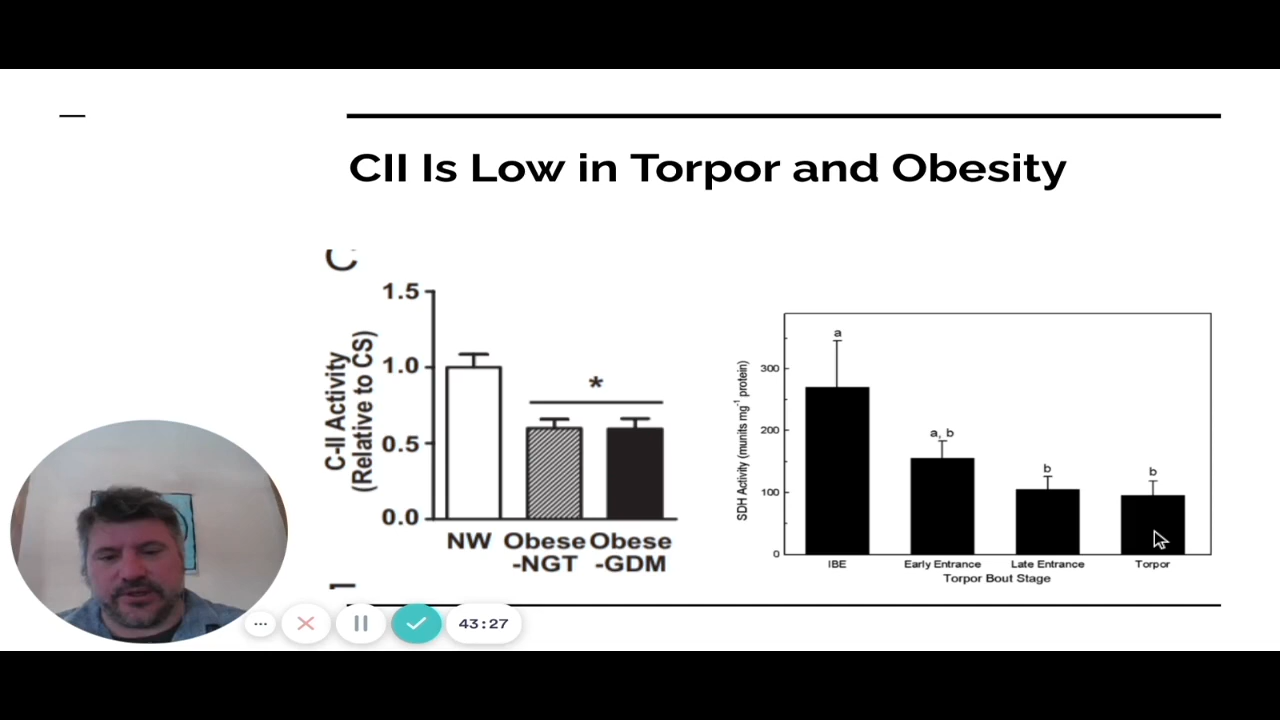 CII Is Low in Torpor and Obesity
C
C-II Activity
(Relative to CS)
1.5
1.0
0.5
0.0
*
NW
Obese
-NGT
Obese
-GDM
SDH Activity (munits mg-1 protein)
300
200
100
0
a
a, b
b
b
IBE
Early Entrance
Late Entrance
Torpor
Torpor Bout Stage
43:27